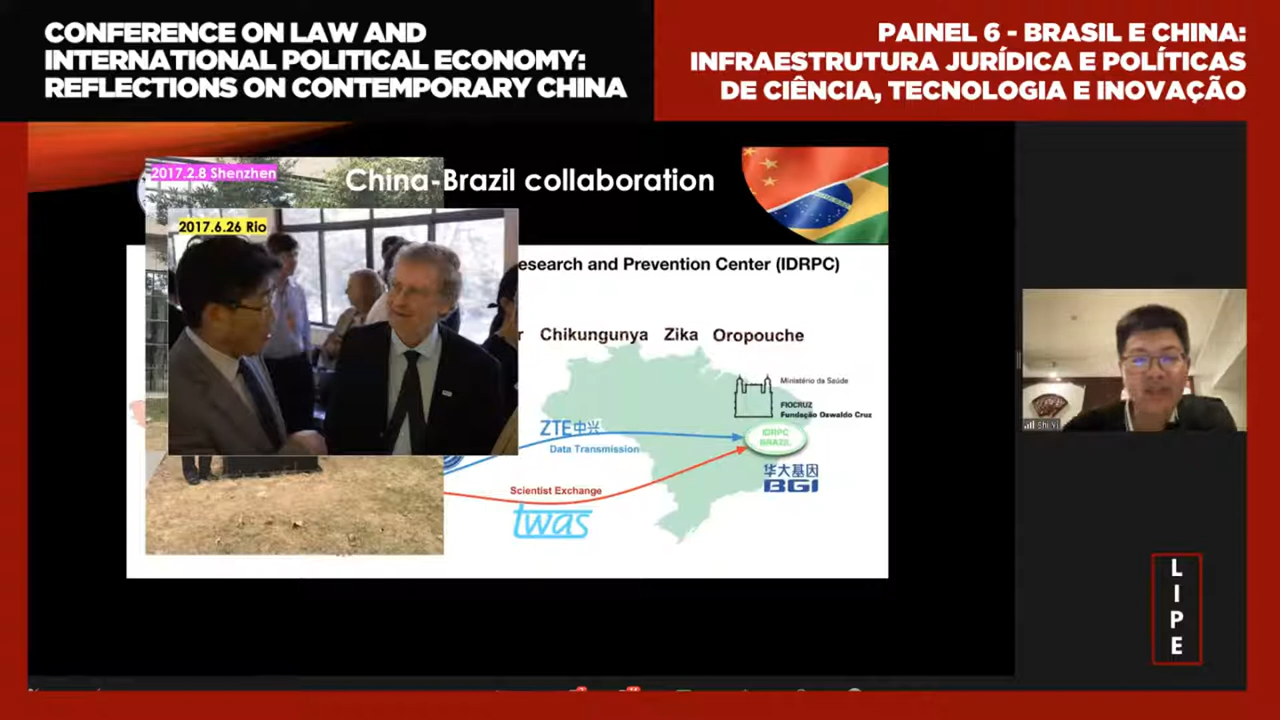 CONFERENCE ON LAW AND
INTERNATIONAL POLITICAL ECONOMY:
REFLECTIONS ON CONTEMPORARY CHINA
PAINEL 6 - BRASIL E CHINA:
INFRAESTRUTURA JURÍDICA E POLÍTICAS
DE CIÊNCIA, TECNOLOGIA E INOVAÇÃO
2017.2.8 Shenzhen
China-Brazil collaboration
2017.6.26 Rio
esearch and Prevention Center (IDRPC)
r Chikungunya Zika Oropouche
Ministério da Saúde
FIOCRUZ
Fundação Oswaldo Cruz
ZTE中兴
Data Transmission
IDRPC
BRAZIL
华大基因
BGI
Scientist Exchange
twas
Shi Yi
L
I
P
E